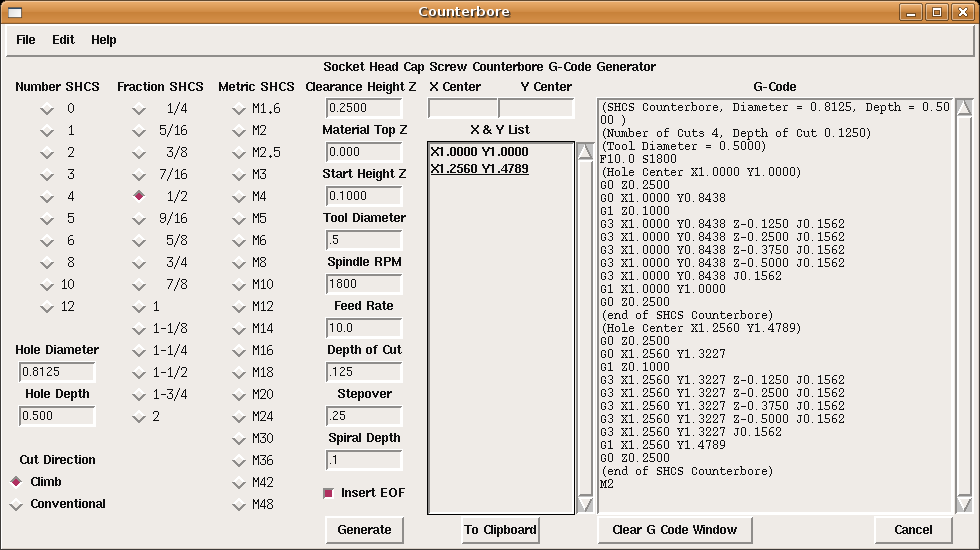 Counterbore
File Edit Help
Socket Head Cap Screw Counterbore G-Code Generator
Number SHCS
0
1
2
3
4
5
6
8
10
12
Hole Diameter
0.8125
Hole Depth
0.500
Cut Direction
Climb
Conventional
Fraction SHCS
1/4
5/16
3/8
7/16
1/2
9/16
5/8
3/4
7/8
1
1-1/8
1-1/4
1-1/2
1-3/4
2
Metric SHCS
M1.6
M2
M2.5
M3
M4
M5
M6
M8
M10
M12
M14
M16
M18
M20
M24
M30
M36
M42
M48
Clearance Height Z
0.2500
Material Top Z
0.000
Start Height Z
0.1000
Tool Diameter
.5
Spindle RPM
1800
Feed Rate
10.0
Depth of Cut
.125
Stepover
.25
Spiral Depth
.1
Insert EOF
Generate
X Center Y Center
X & Y List
X1.0000 Y1.0000
X1.2560 Y1.4789
To Clipboard
G-Code
(SHCS Counterbore, Diameter = 0.8125, Depth = 0.50
00 )
(Number of Cuts 4, Depth of Cut 0.1250)
(Tool Diameter = 0.5000)
F10.0 S1800
(Hole Center X1.0000 Y1.0000)
G0 Z0.2500
G0 X1.0000 Y0.8438
G1 Z0.1000
G3 X1.0000 Y0.8438 Z-0.1250 J0.1562
G3 X1.0000 Y0.8438 Z-0.2500 J0.1562
G3 X1.0000 Y0.8438 Z-0.3750 J0.1562
G3 X1.0000 Y0.8438 Z-0.5000 J0.1562
G3 X1.0000 Y0.8438 J0.1562
G1 X1.0000 Y1.0000
G0 Z0.2500
(end of SHCS Counterbore)
(Hole Center X1.2560 Y1.4789)
G0 Z0.2500
G0 X1.2560 Y1.3227
G1 Z0.1000
G3 X1.2560 Y1.3227 Z-0.1250 J0.1562
G3 X1.2560 Y1.3227 Z-0.2500 J0.1562
G3 X1.2560 Y1.3227 Z-0.3750 J0.1562
G3 X1.2560 Y1.3227 Z-0.5000 J0.1562
G3 X1.2560 Y1.3227 J0.1562
G1 X1.2560 Y1.4789
G0 Z0.2500
(end of SHCS Counterbore)
M2
Clear G Code Window
Cancel